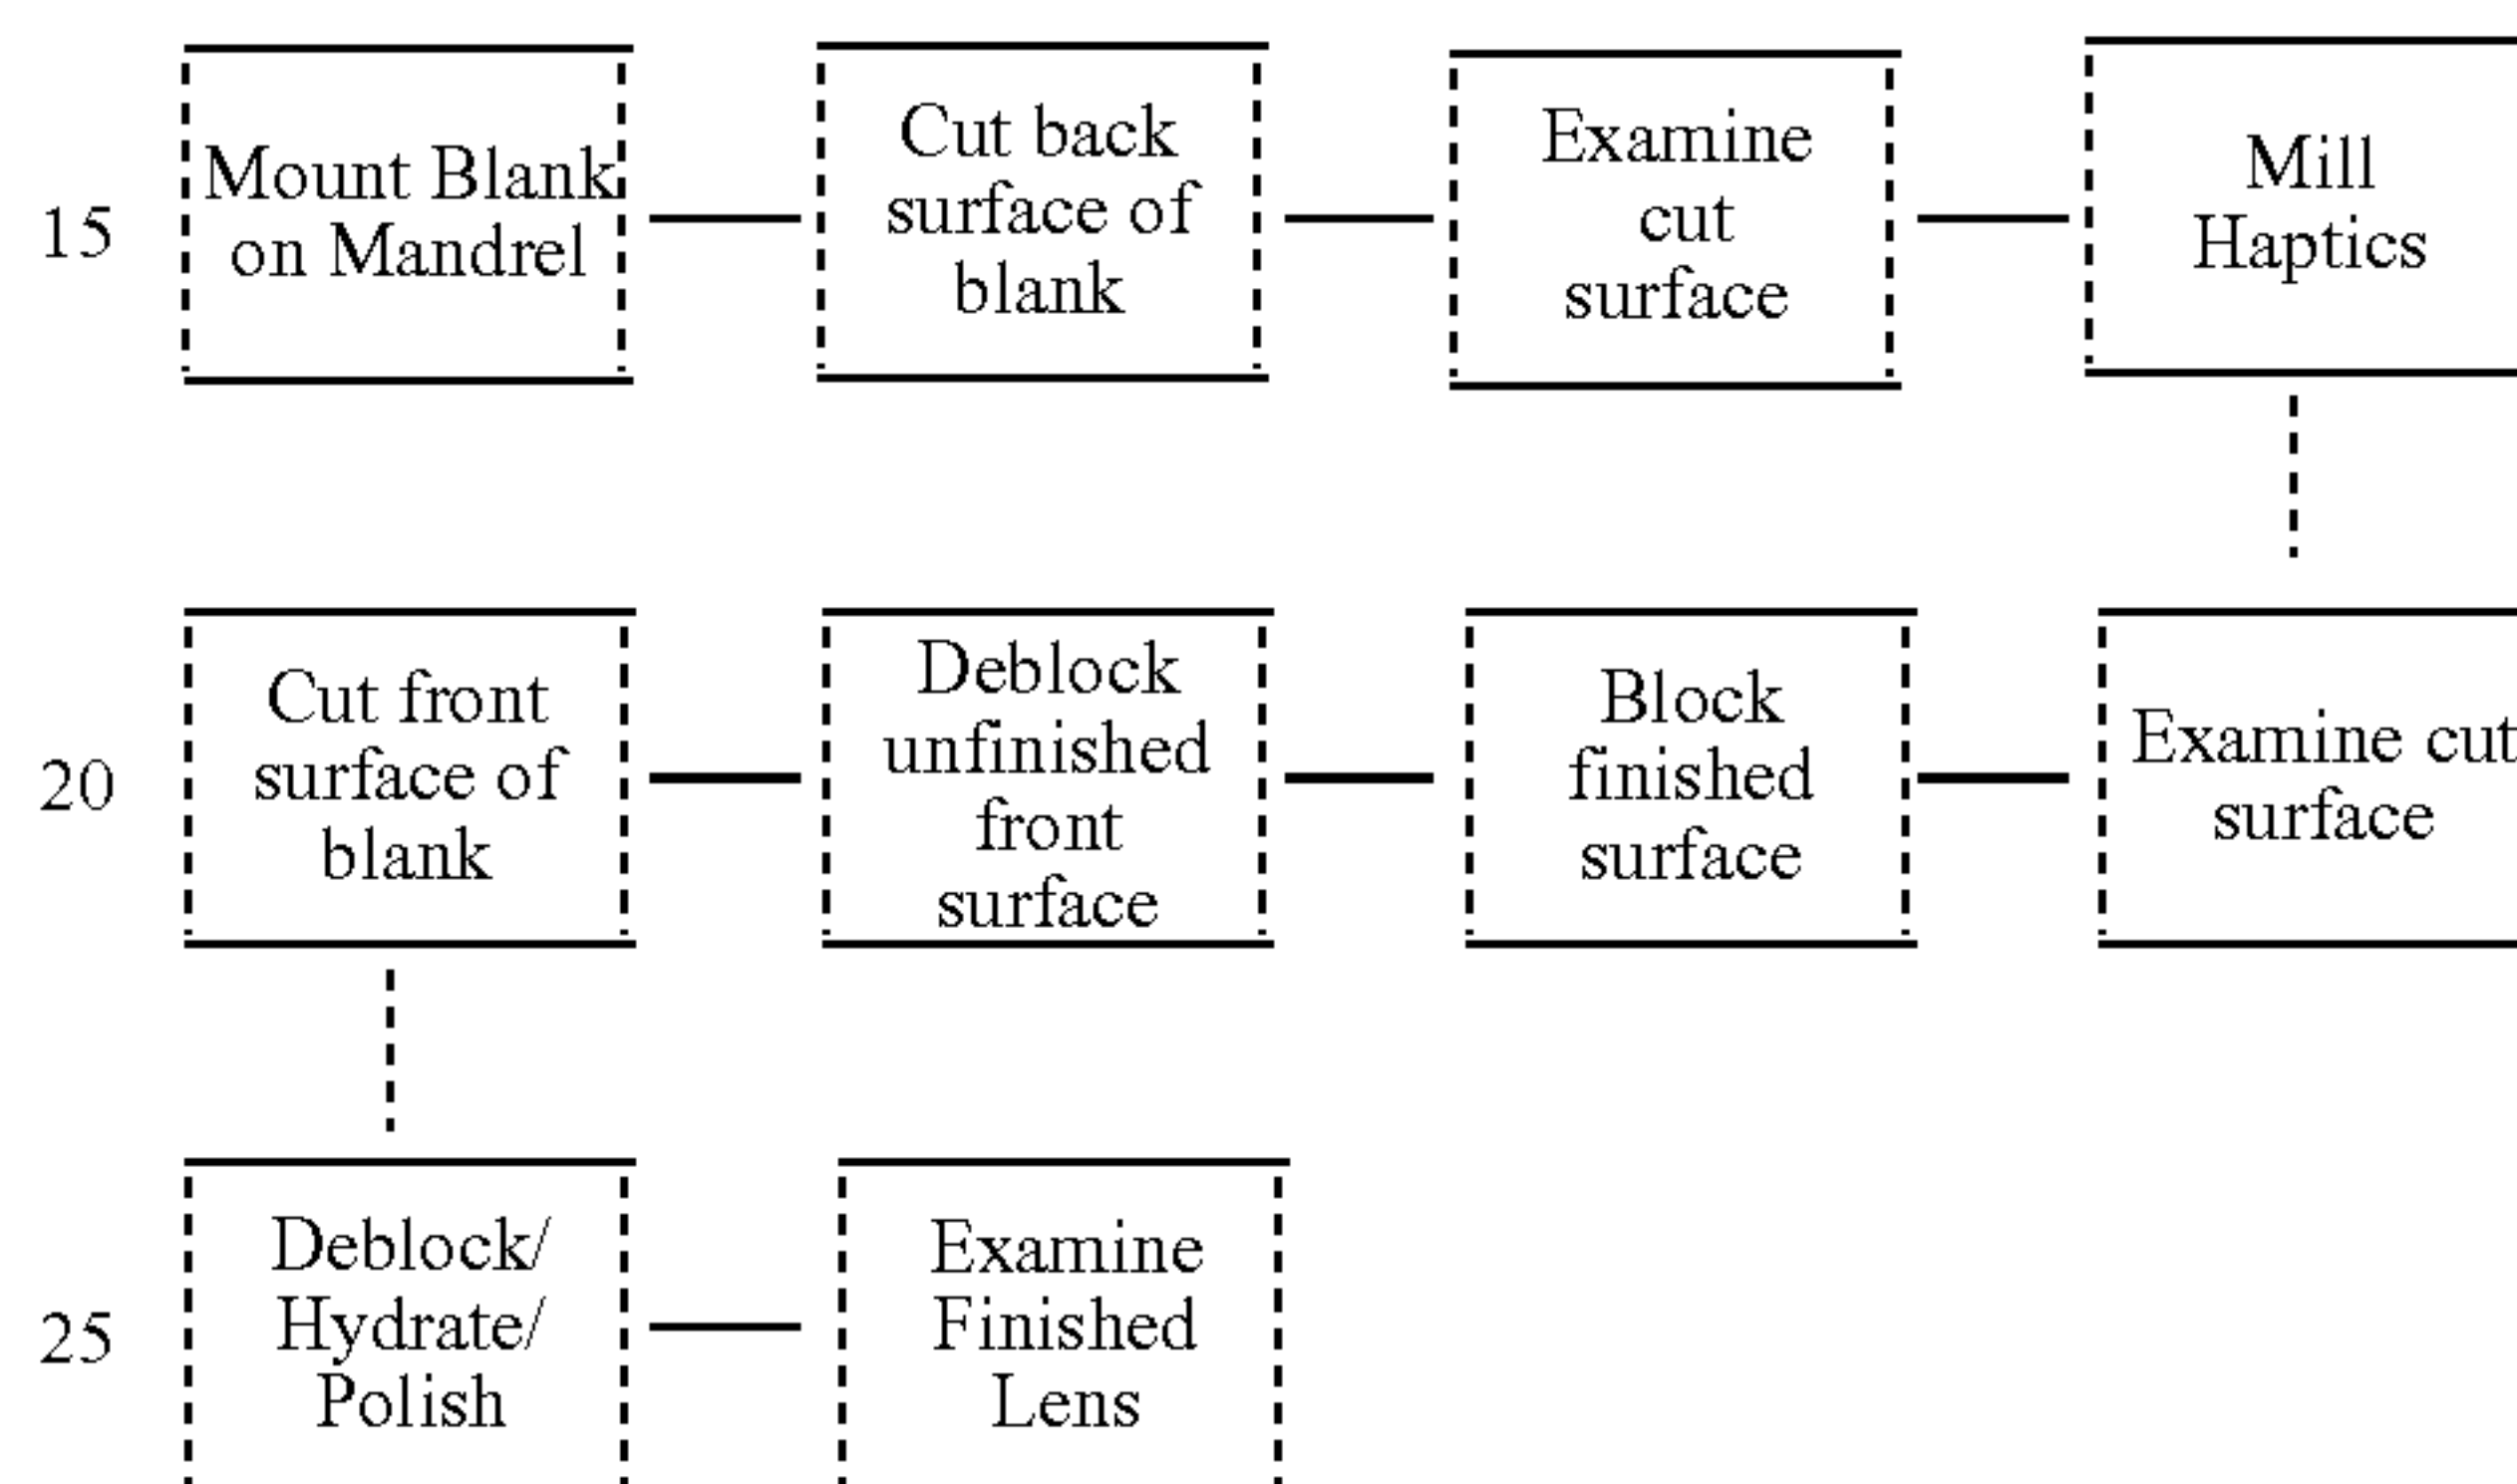 15
Mount Blank
on Mandrel
Cut back
surface of
blank
Examine
cut
surface
Mill
Haptics
20
Cut front
surface of
blank
Deblock
unfinished
front
surface
Block
finished
surface
Examine cut
surface
25
Deblock/
Hydrate/
Polish
Examine
Finished
Lens